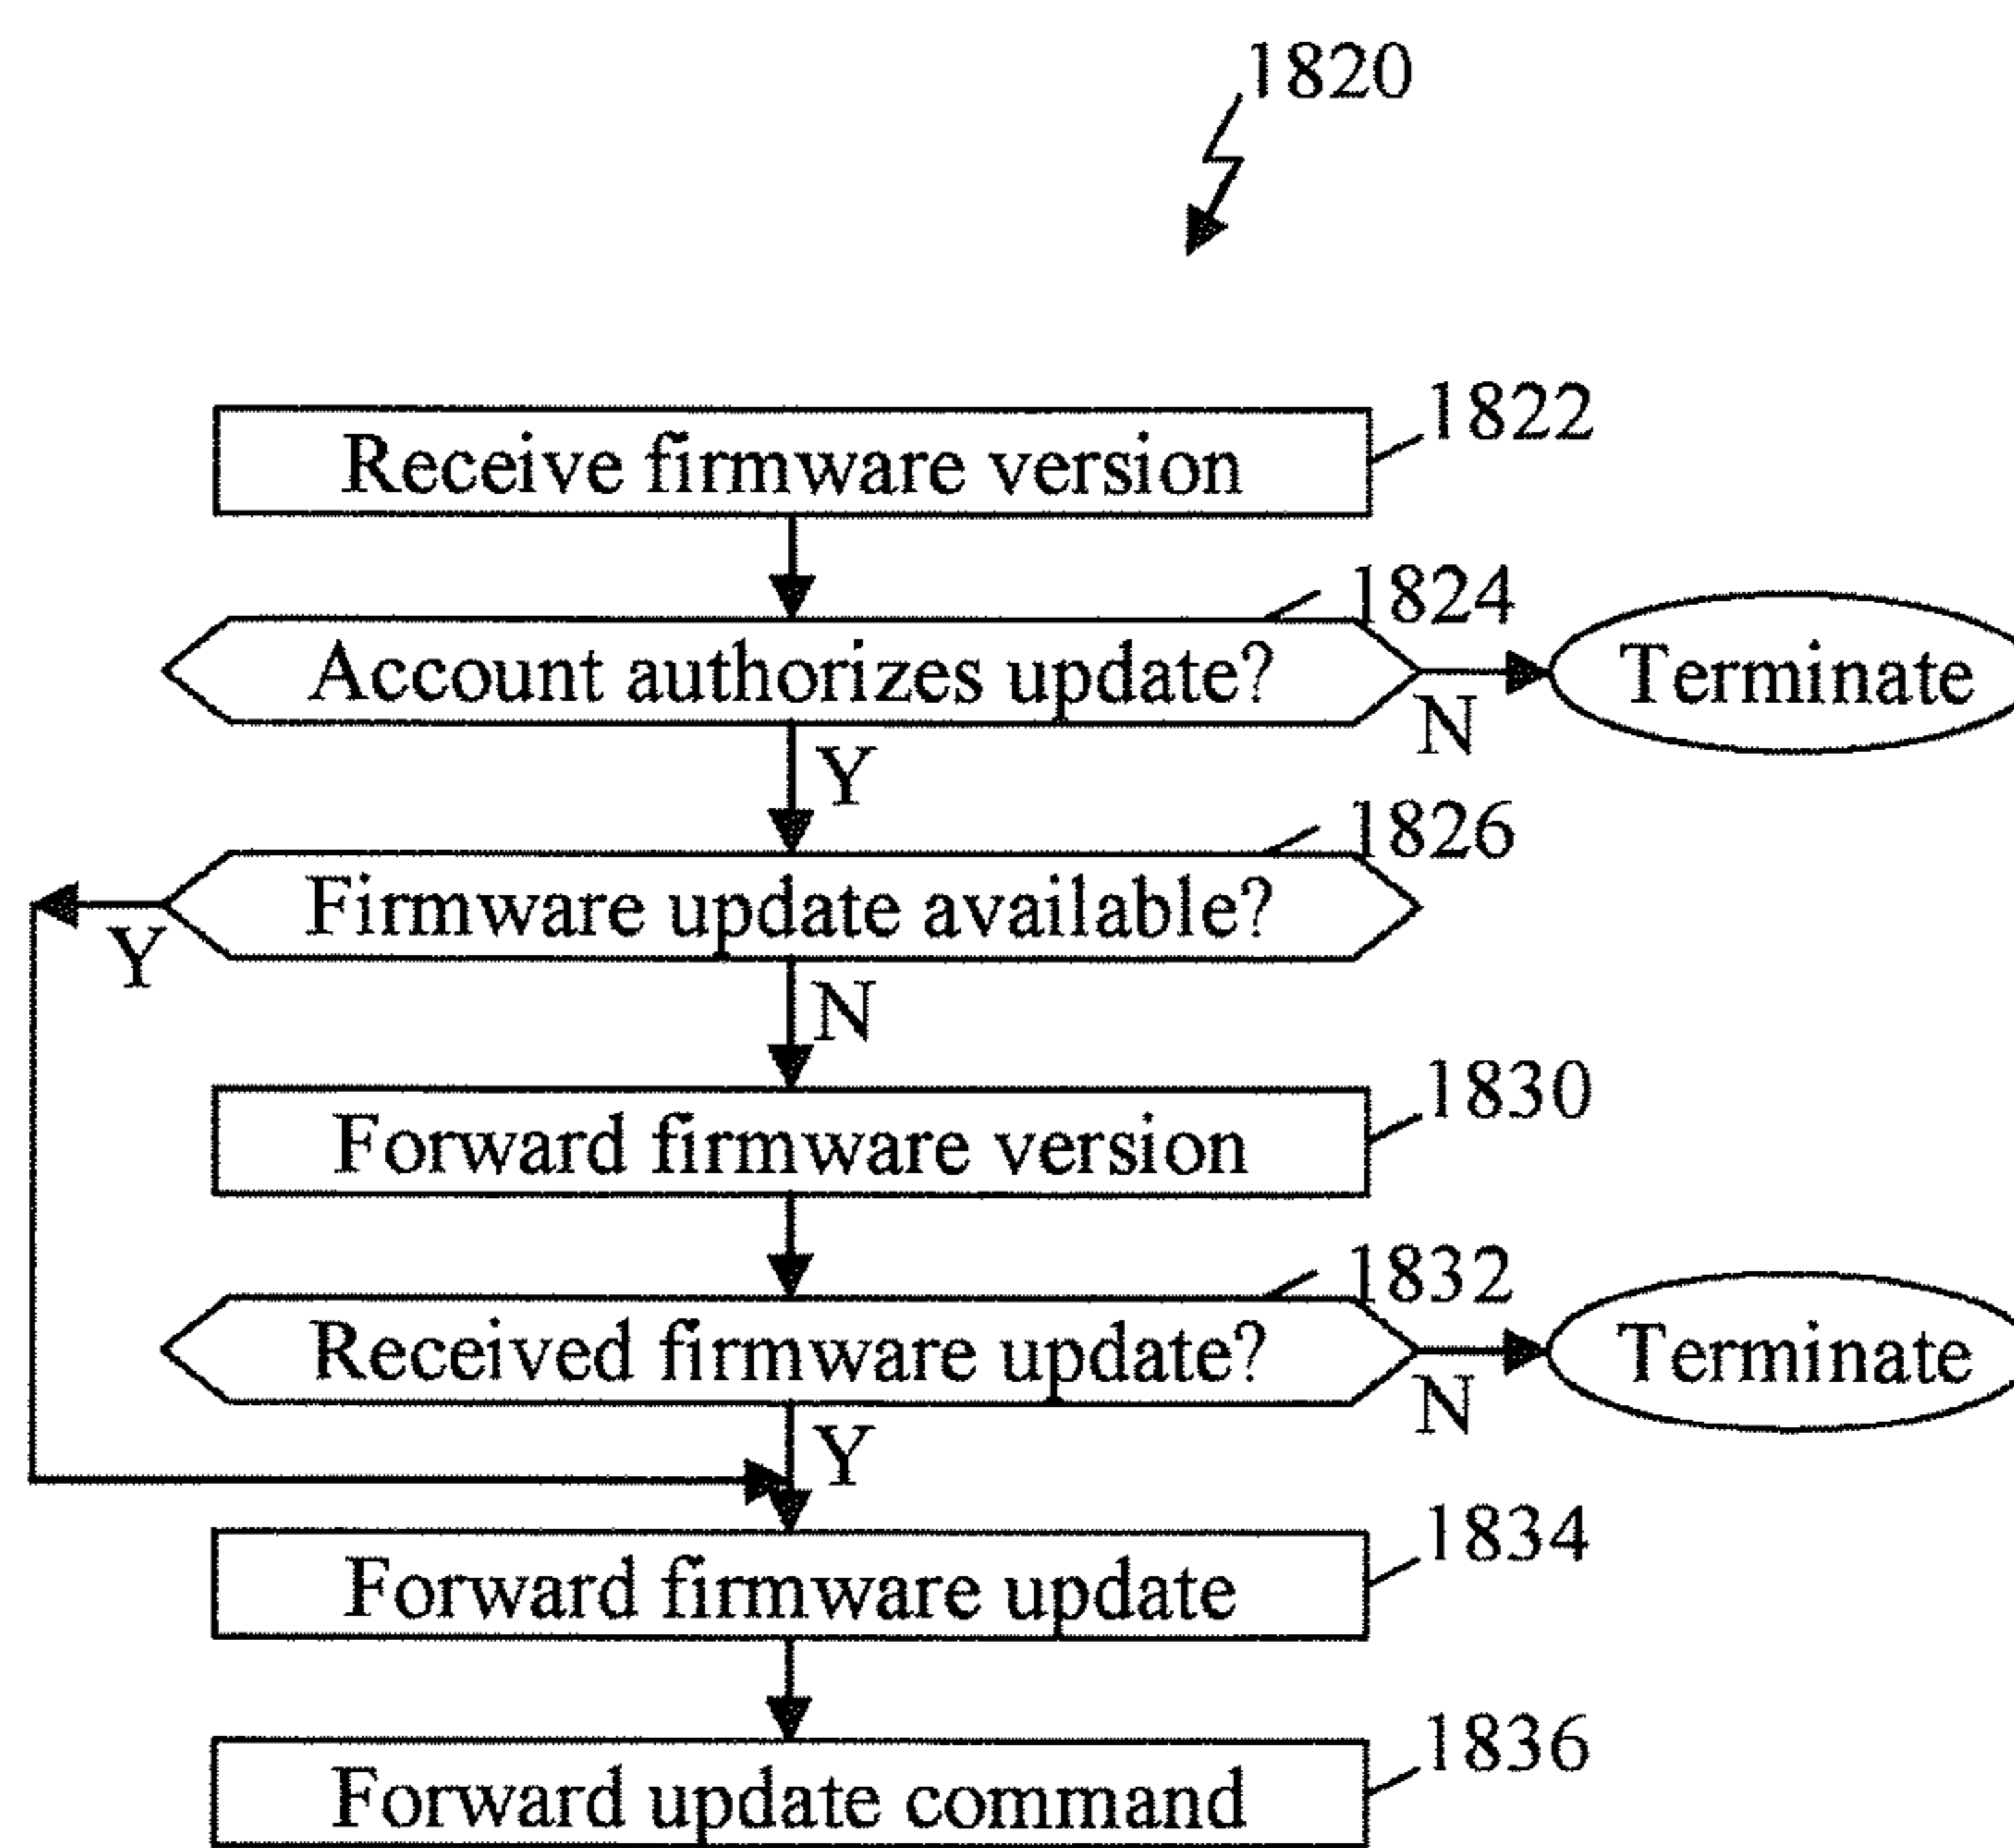 1820
Receive firmware version
1822
1824
Account authorizes update?
Terminate
N
Y
1826
Firmware update available?
Y
N
1830
Forward firmware version
1832
Received firmware update?
Terminate
N
Y
1834
Forward firmware update
1836
Forward update command